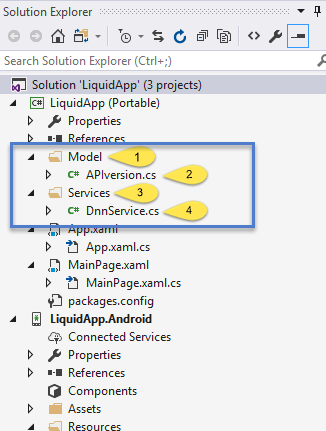 Solution Explorer
Search Solution Explorer (Ctrl+;)
Solution 'LiquidApp' (3 projects)
C# LiquidApp (Portable)
Properties
References
Model 1
C# APIversion.cs 2
Services 3
C# DnnService.cs 4
App.xaml
App.xaml.cs
MainPage.xaml
MainPage.xaml.cs
packages.config
LiquidApp.Android
Connected Services
Properties
References
Components
Assets
Resources